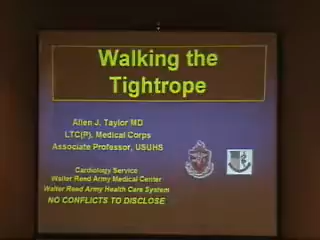 Walking the
Tightrope
Allen J. Taylor MD
LTC(P), Medical Corps
Associate Professor, USUHS
Cardiology Service
Walter Reed Army Medical Center
Walter Reed Army Health Care System
NO CONFLICTS TO DISCLOSE